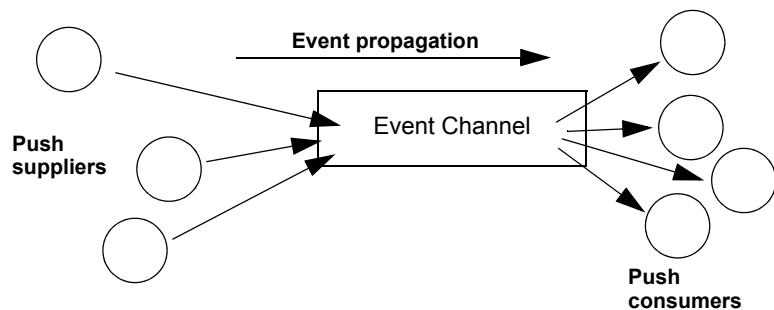 Event propagation
Event Channel
Push
suppliers
Push
consumers